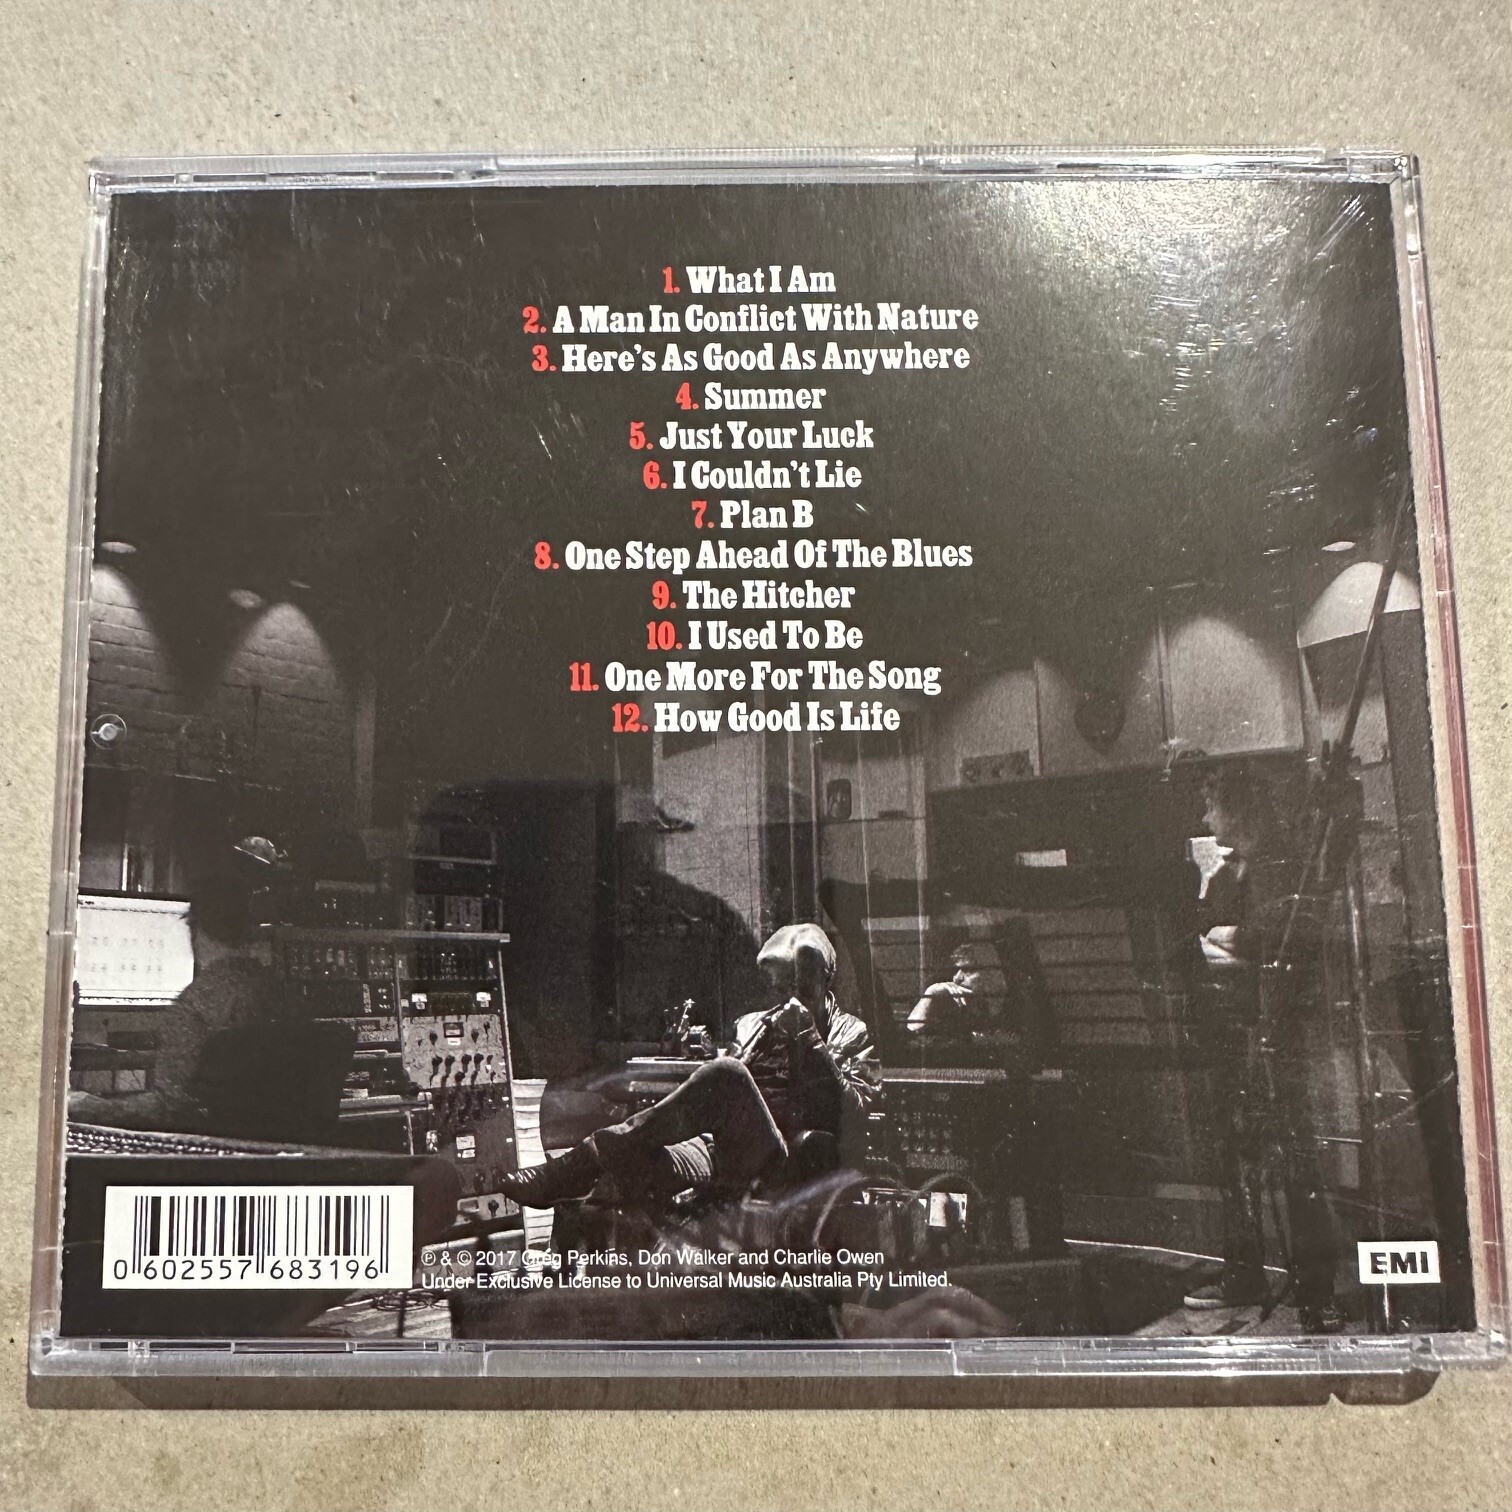 1. What I Am
2. A Man In Conflict With Nature
3. Here's As Good As Anywhere
4. Summer
5. Just Your Luck
6. I Couldn't Lie
7. Plan B
8. One Step Ahead Of The Blues
9. The Hitcher
10. I Used To Be
11. One More For The Song
12. How Good Is Life
0 602557 683196
℗ & © 2017 Greg Perkins, Don Walker and Charlie Owen
Under Exclusive License to Universal Music Australia Pty Limited.
EMI